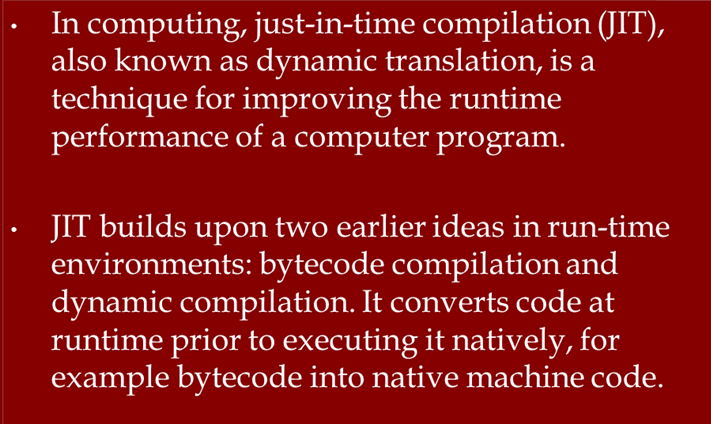 • In computing, just-in-time compilation (JIT),
also known as dynamic translation, is a
technique for improving the runtime
performance of a computer program.
• JIT builds upon two earlier ideas in run-time
environments: bytecode compilation and
dynamic compilation. It converts code at
runtime prior to executing it natively, for
example bytecode into native machine code.